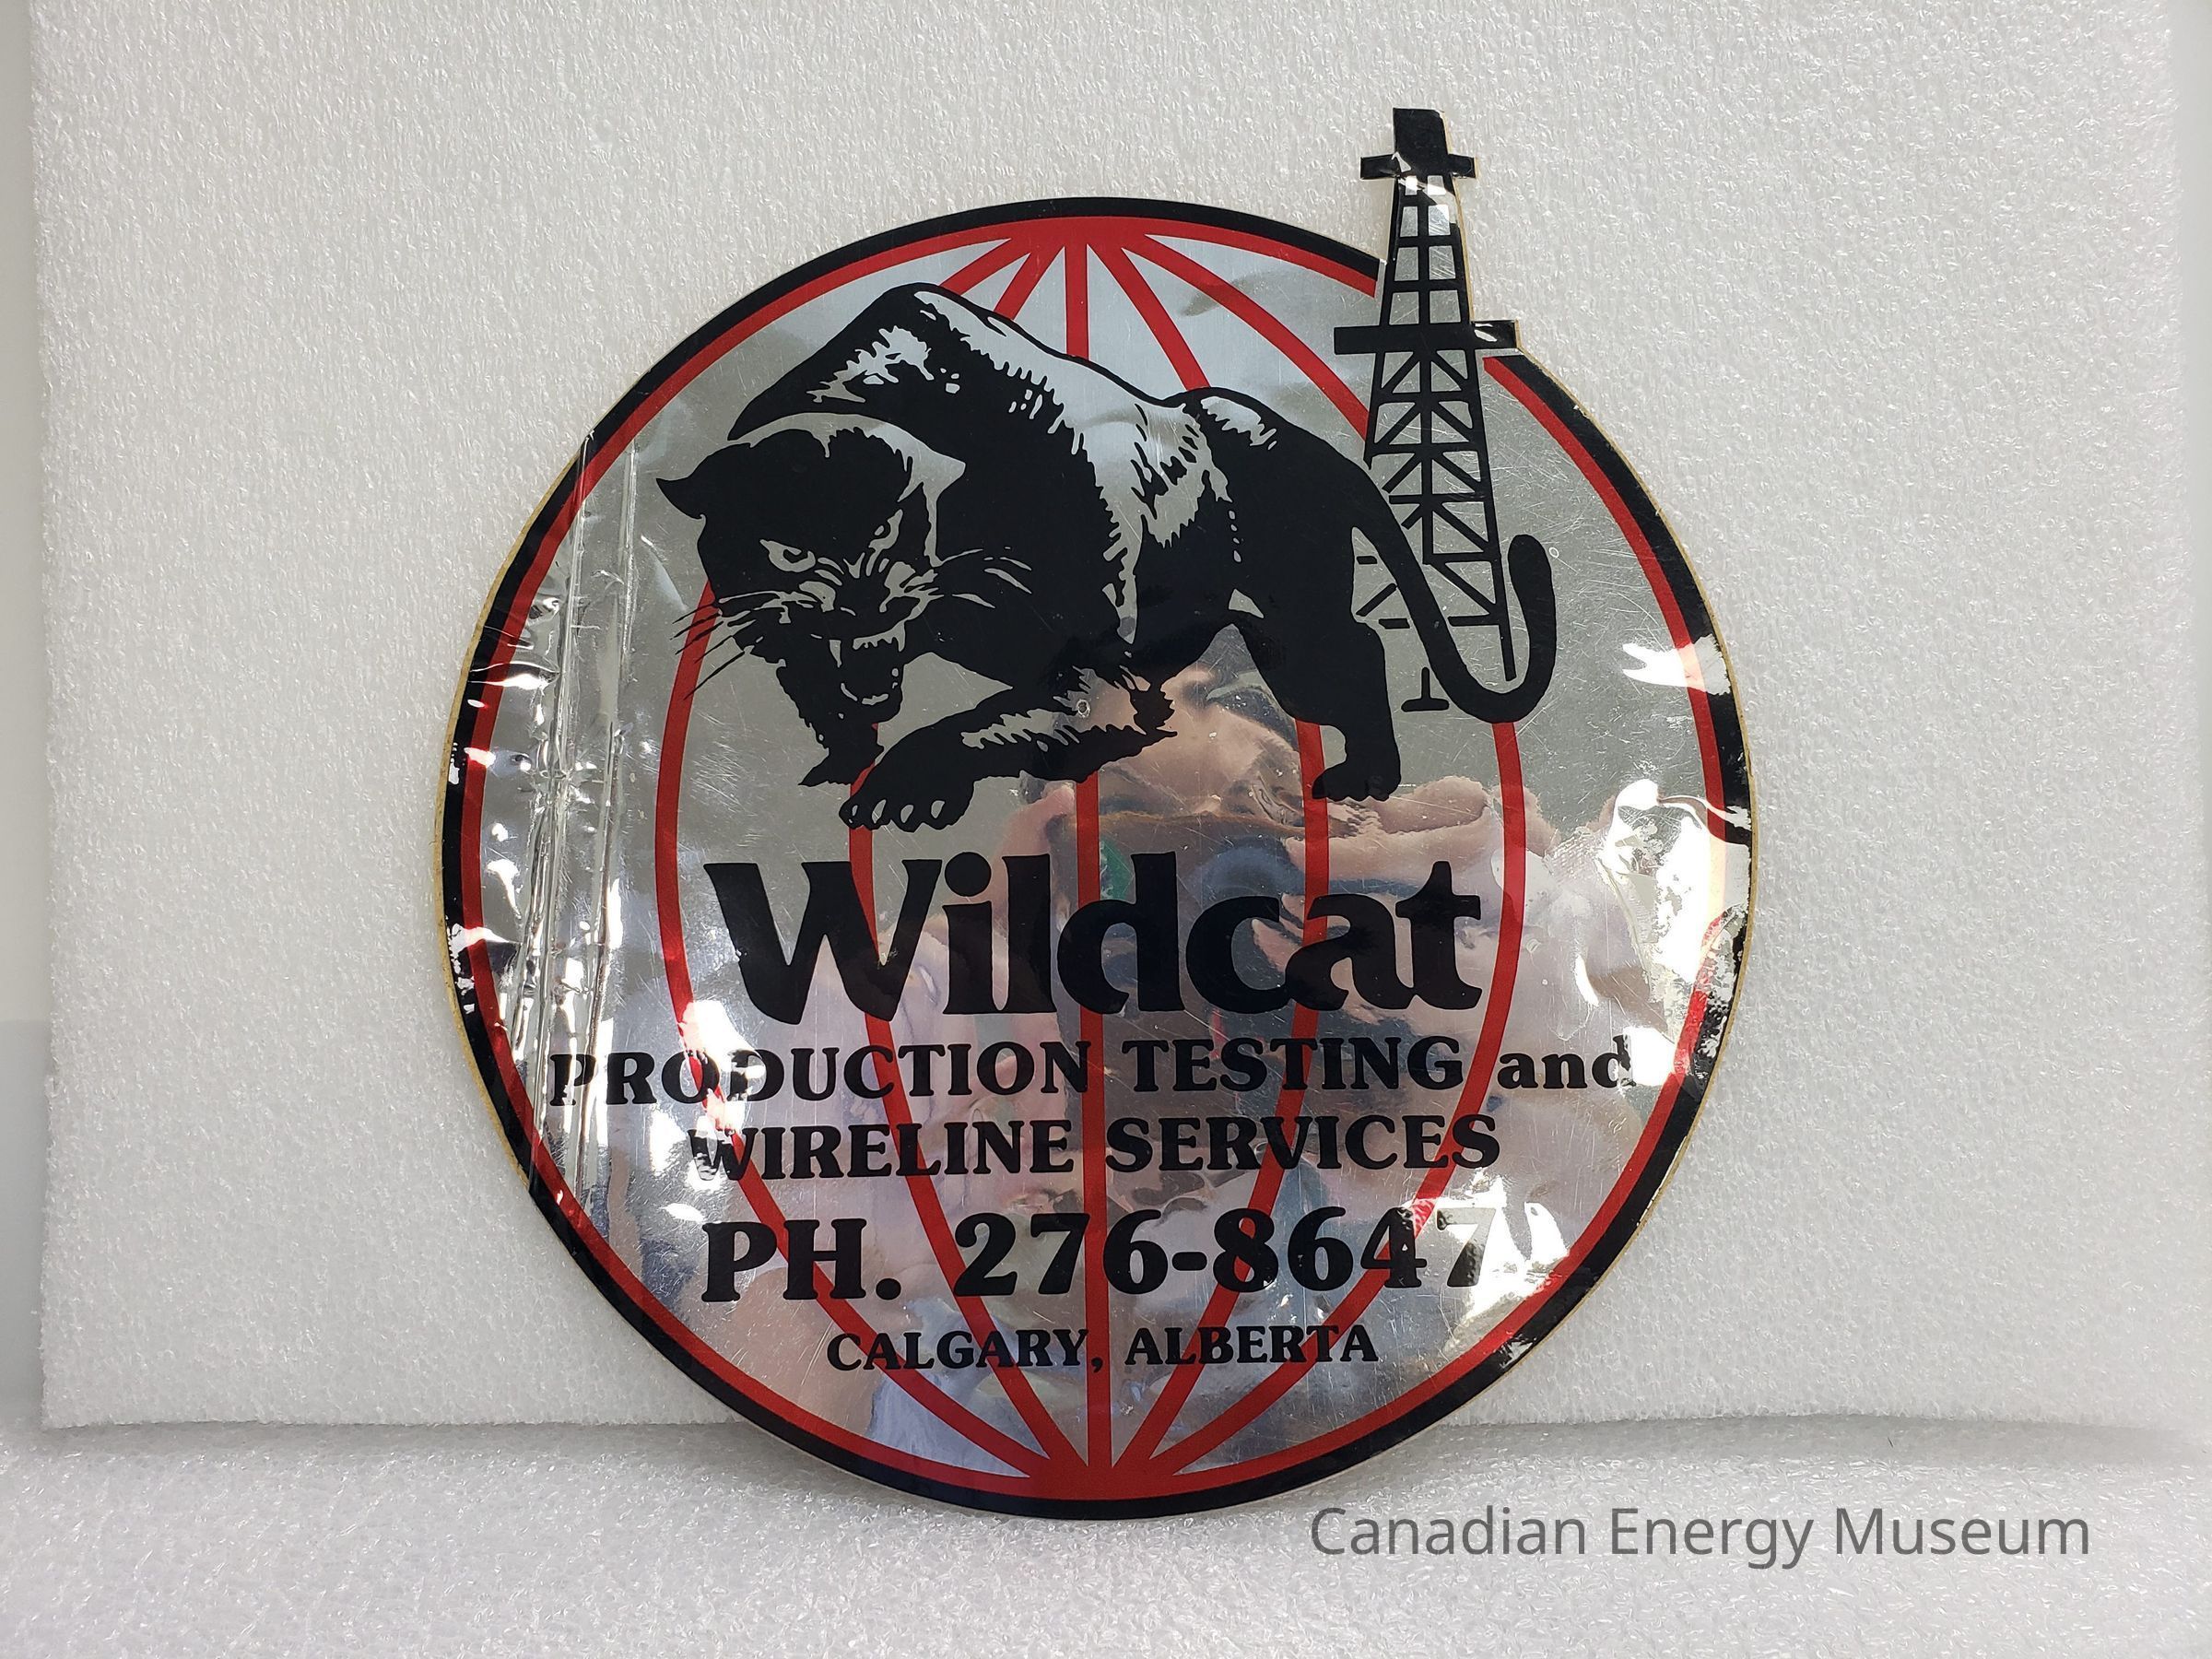 Wildcat
PRODUCTION TESTING and
WIRELINE SERVICES
PH. 276-8647
CALGARY, ALBERTA
Canadian Energy Museum